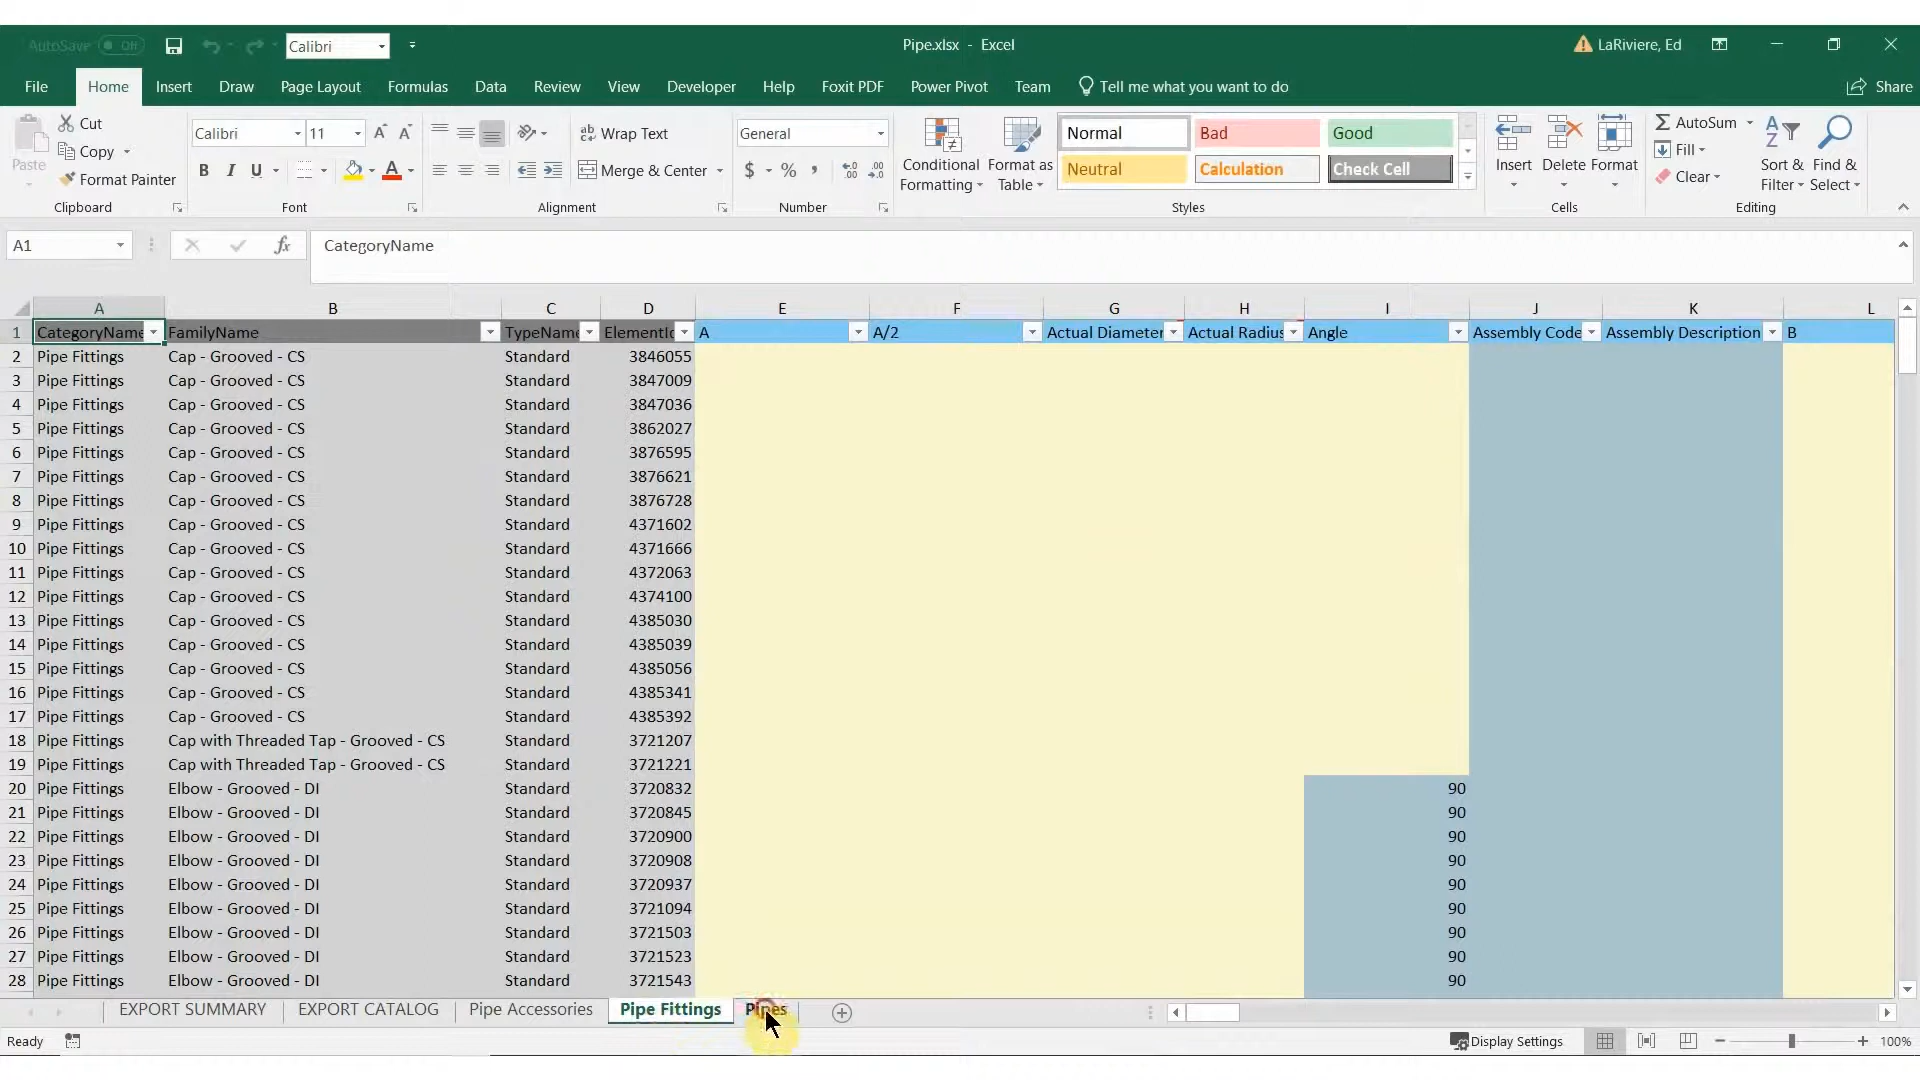 AutoSave Off Calibri Pipe.xlsx - Excel LaRiviere, Ed
File Home Insert Draw Page Layout Formulas Data Review View Developer Help Foxit PDF Power Pivot Team Tell me what you want to do Share
Paste Cut Copy Format Painter
Clipboard
Calibri 11
B I U A
Font
Wrap Text
Merge & Center
Alignment
General
$ % ,
Number
Conditional Formatting
Format as Table
Normal Bad Good
Neutral Calculation Check Cell
Styles
Insert Delete Format
Cells
AutoSum
Fill
Clear
Sort & Filter
Find & Select
Editing
A1 fx CategoryName
A B C D E F G H I J K L
1 CategoryName FamilyName TypeName ElementId A A/2 Actual Diameter Actual Radius Angle Assembly Code Assembly Description B
2 Pipe Fittings Cap - Grooved - CS Standard 3846055
3 Pipe Fittings Cap - Grooved - CS Standard 3847009
4 Pipe Fittings Cap - Grooved - CS Standard 3847036
5 Pipe Fittings Cap - Grooved - CS Standard 3862027
6 Pipe Fittings Cap - Grooved - CS Standard 3876595
7 Pipe Fittings Cap - Grooved - CS Standard 3876621
8 Pipe Fittings Cap - Grooved - CS Standard 3876728
9 Pipe Fittings Cap - Grooved - CS Standard 4371602
10 Pipe Fittings Cap - Grooved - CS Standard 4371666
11 Pipe Fittings Cap - Grooved - CS Standard 4372063
12 Pipe Fittings Cap - Grooved - CS Standard 4374100
13 Pipe Fittings Cap - Grooved - CS Standard 4385030
14 Pipe Fittings Cap - Grooved - CS Standard 4385039
15 Pipe Fittings Cap - Grooved - CS Standard 4385056
16 Pipe Fittings Cap - Grooved - CS Standard 4385341
17 Pipe Fittings Cap - Grooved - CS Standard 4385392
18 Pipe Fittings Cap with Threaded Tap - Grooved - CS Standard 3721207
19 Pipe Fittings Cap with Threaded Tap - Grooved - CS Standard 3721221
20 Pipe Fittings Elbow - Grooved - DI Standard 3720832 90
21 Pipe Fittings Elbow - Grooved - DI Standard 3720845 90
22 Pipe Fittings Elbow - Grooved - DI Standard 3720900 90
23 Pipe Fittings Elbow - Grooved - DI Standard 3720908 90
24 Pipe Fittings Elbow - Grooved - DI Standard 3720937 90
25 Pipe Fittings Elbow - Grooved - DI Standard 3721094 90
26 Pipe Fittings Elbow - Grooved - DI Standard 3721503 90
27 Pipe Fittings Elbow - Grooved - DI Standard 3721523 90
28 Pipe Fittings Elbow - Grooved - DI Standard 3721543 90
EXPORT SUMMARY EXPORT CATALOG Pipe Accessories Pipe Fittings Pipes
Ready Display Settings 100%